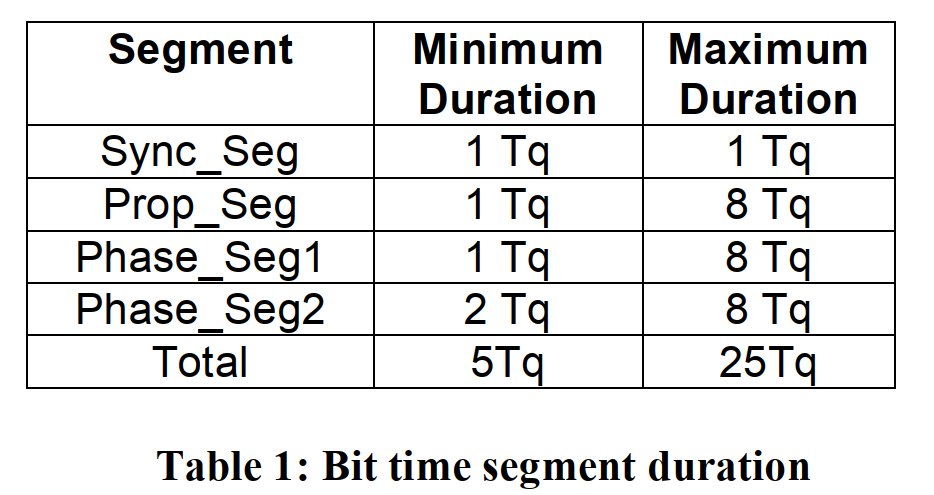 Segment Minimum Duration Maximum Duration
Sync_Seg 1 Tq 1 Tq
Prop_Seg 1 Tq 8 Tq
Phase_Seg1 1 Tq 8 Tq
Phase_Seg2 2 Tq 8 Tq
Total 5Tq 25Tq
Table 1: Bit time segment duration